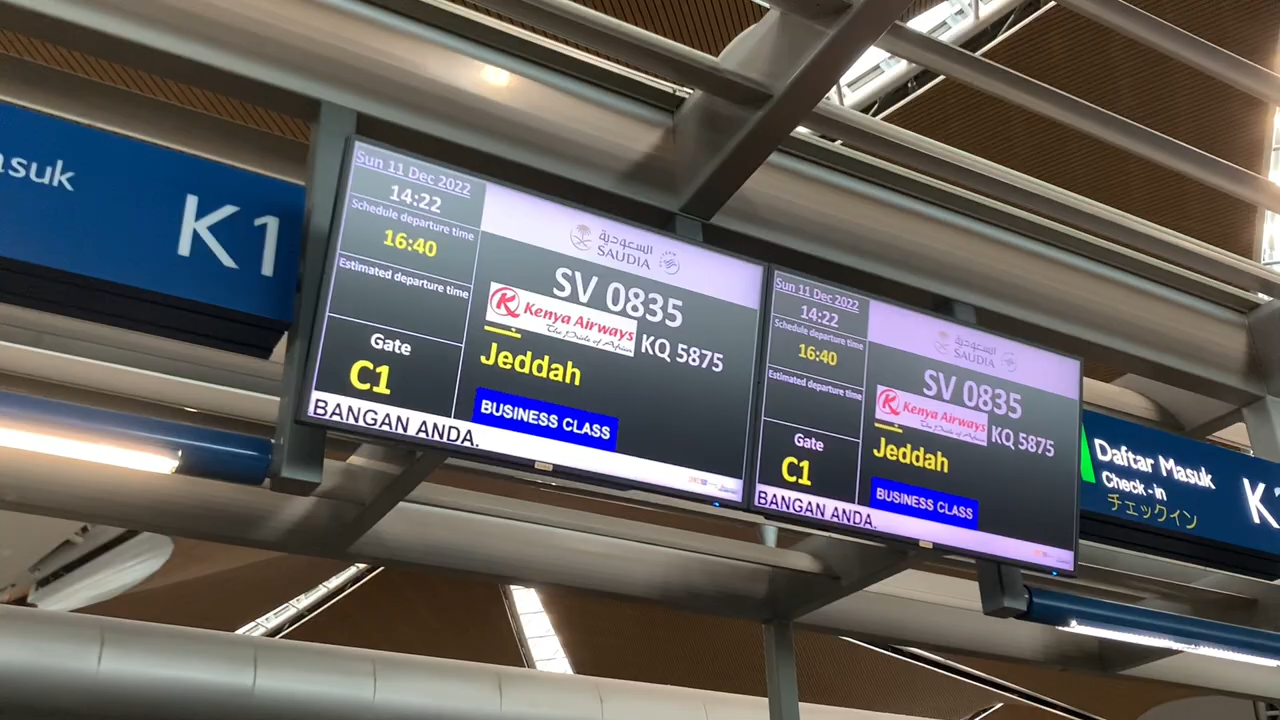 asuk
K1
Sun 11 Dec 2022
14:22
Schedule departure time
16:40
Estimated departure time
Gate
C1
السعودية
SAUDIA
SV 0835
Kenya Airways
The Pride of Africa
KQ 5875
Jeddah
BUSINESS CLASS
BANGAN ANDA.
Sun 11 Dec 2022
14:22
Schedule departure time
16:40
Estimated departure time
Gate
C1
السعودية
SAUDIA
SV 0835
Kenya Airways
The Pride of Africa
KQ 5875
Jeddah
BUSINESS CLASS
BANGAN ANDA.
Daftar Masuk
Check-in
チェックイン
K